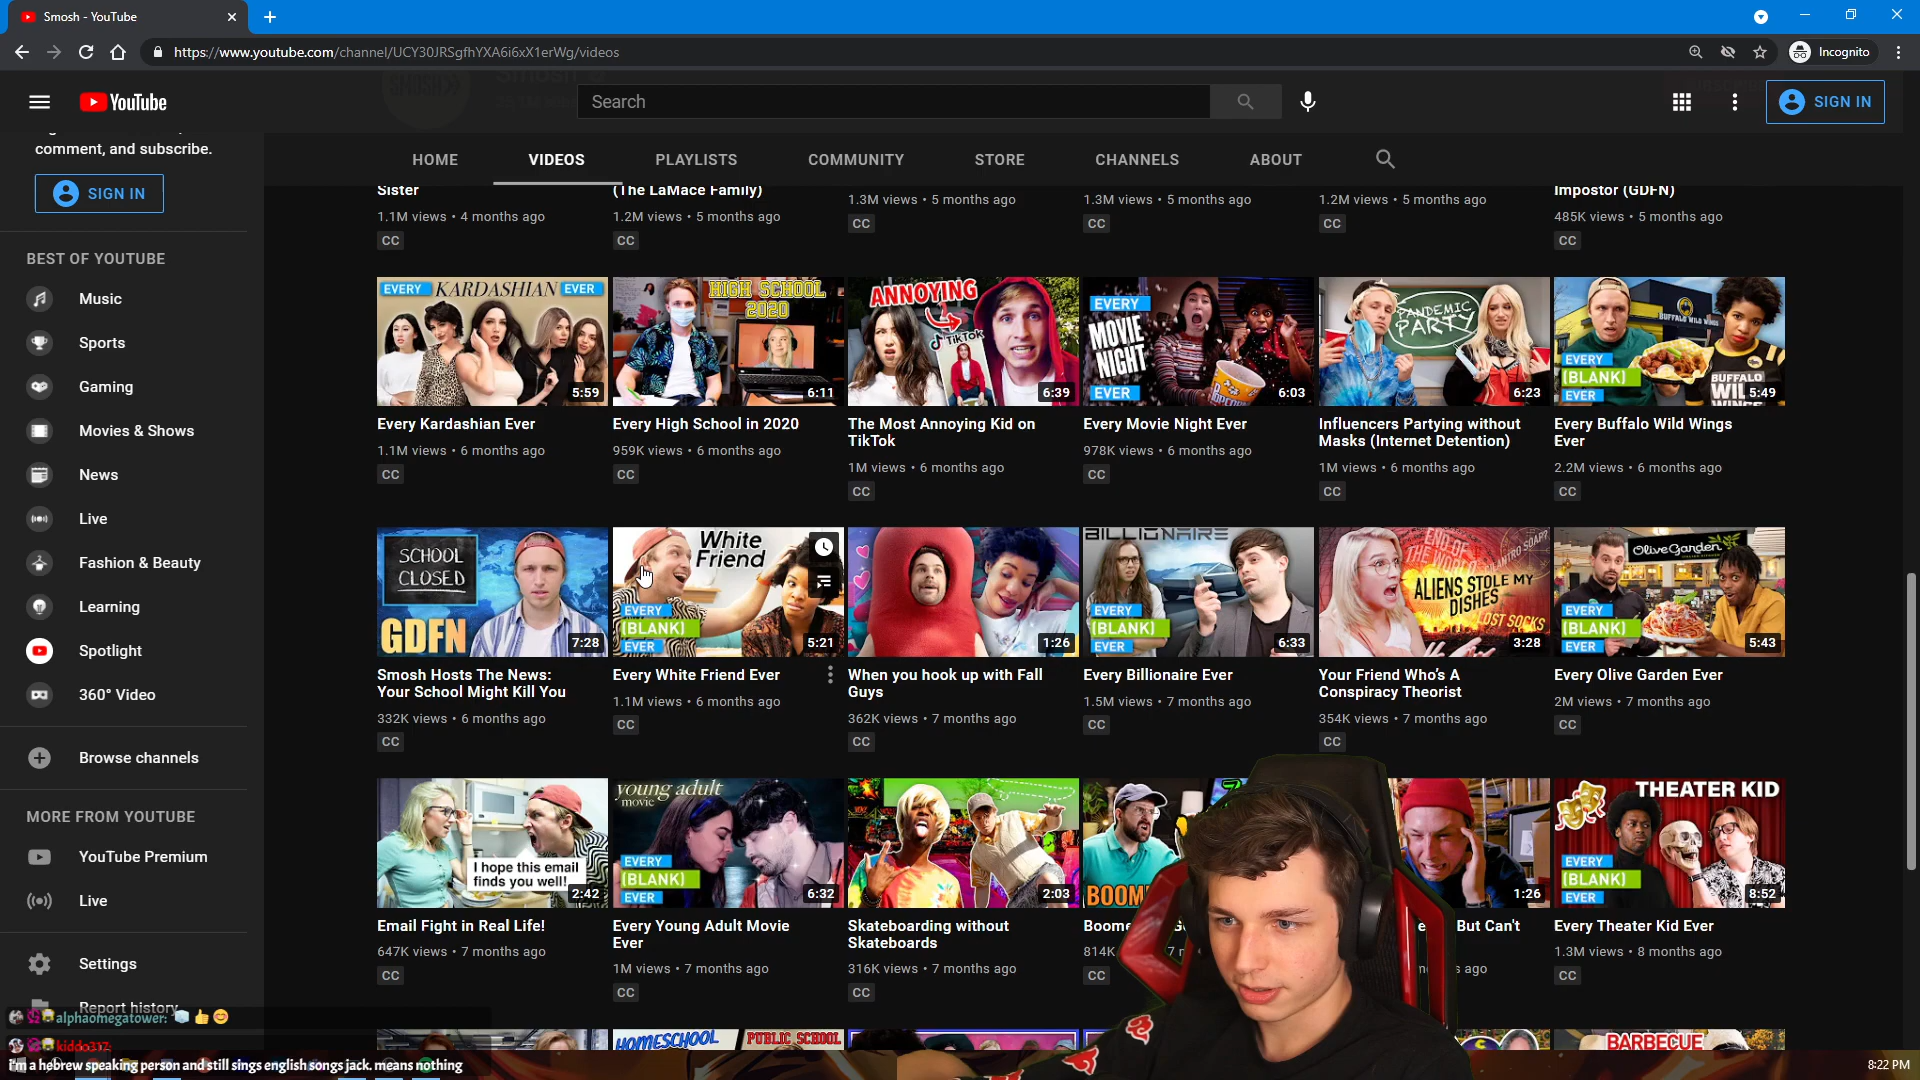 Smosh - YouTube
https://www.youtube.com/channel/UCY30JRSgfhYXA6i6xX1erWg/videos
Incognito
YouTube
Search
SIGN IN
comment, and subscribe.
SIGN IN
HOME
VIDEOS
PLAYLISTS
COMMUNITY
STORE
CHANNELS
ABOUT
BEST OF YOUTUBE
Music
Sports
Gaming
Movies & Shows
News
Live
Fashion & Beauty
Learning
Spotlight
360° Video
Browse channels
MORE FROM YOUTUBE
YouTube Premium
Live
Settings
Report history
Sister
1.1M views • 4 months ago
CC
(The LaMace Family)
1.2M views • 5 months ago
CC
1.3M views • 5 months ago
CC
1.3M views • 5 months ago
CC
1.2M views • 5 months ago
CC
Impostor (GDFN)
485K views • 5 months ago
CC
EVERY KARDASHIAN EVER
5:59
Every Kardashian Ever
1.1M views • 6 months ago
CC
HIGH SCHOOL
2020
6:11
Every High School in 2020
959K views • 6 months ago
CC
ANNOYING
TIKTOK
6:39
The Most Annoying Kid on
TikTok
1M views • 6 months ago
CC
EVERY
MOVIE
NIGHT
EVER
6:03
Every Movie Night Ever
978K views • 6 months ago
CC
PANDEMIC
PARTY
6:23
Influencers Partying without
Masks (Internet Detention)
1M views • 6 months ago
CC
BUFFALO WILD WINGS
EVERY
(BLANK)
EVER
BUFFALO
WILD
5:49
Every Buffalo Wild Wings
Ever
2.2M views • 6 months ago
CC
SCHOOL
CLOSED
GDFN
7:28
Smosh Hosts The News:
Your School Might Kill You
332K views • 6 months ago
CC
White
Friend
EVERY
(BLANK)
EVER
5:21
Every White Friend Ever
1.1M views • 6 months ago
CC
1:26
When you hook up with Fall
Guys
362K views • 7 months ago
CC
BILLIONAIRE
EVERY
(BLANK)
EVER
6:33
Every Billionaire Ever
1.5M views • 7 months ago
CC
END OF
THE WORLD
CILANTRO SOAP?
ALIENS STOLE MY
DISHES
LOST SOCKS
3:28
Your Friend Who's A
Conspiracy Theorist
354K views • 7 months ago
CC
Olive Garden
EVERY
(BLANK)
EVER
5:43
Every Olive Garden Ever
2M views • 7 months ago
CC
I hope this email
finds you well!
2:42
Email Fight in Real Life!
647K views • 7 months ago
CC
young adult
movie
EVERY
(BLANK)
EVER
6:32
Every Young Adult Movie
Ever
1M views • 7 months ago
CC
2:03
Skateboarding without
Skateboards
316K views • 7 months ago
CC
BOOM
Boome
814K
CC
1:26
But Can't
s ago
THEATER KID
EVERY
(BLANK)
EVER
8:52
Every Theater Kid Ever
1.3M views • 8 months ago
CC
HOMESCHOOL
PUBLIC SCHOOL
BARBECUE
alphaomegatower:
kiddo317:
i'm a hebrew speaking person and still sings english songs jack. means nothing
8:22 PM